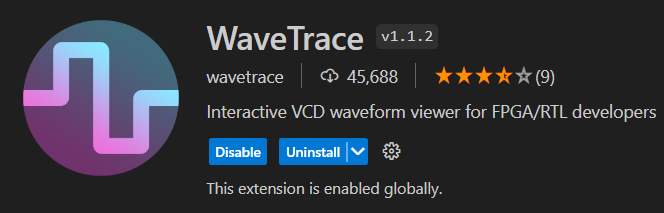 WaveTrace v1.1.2
wavetrace 45,688 (9)
Interactive VCD waveform viewer for FPGA/RTL developers
Disable Uninstall
This extension is enabled globally.